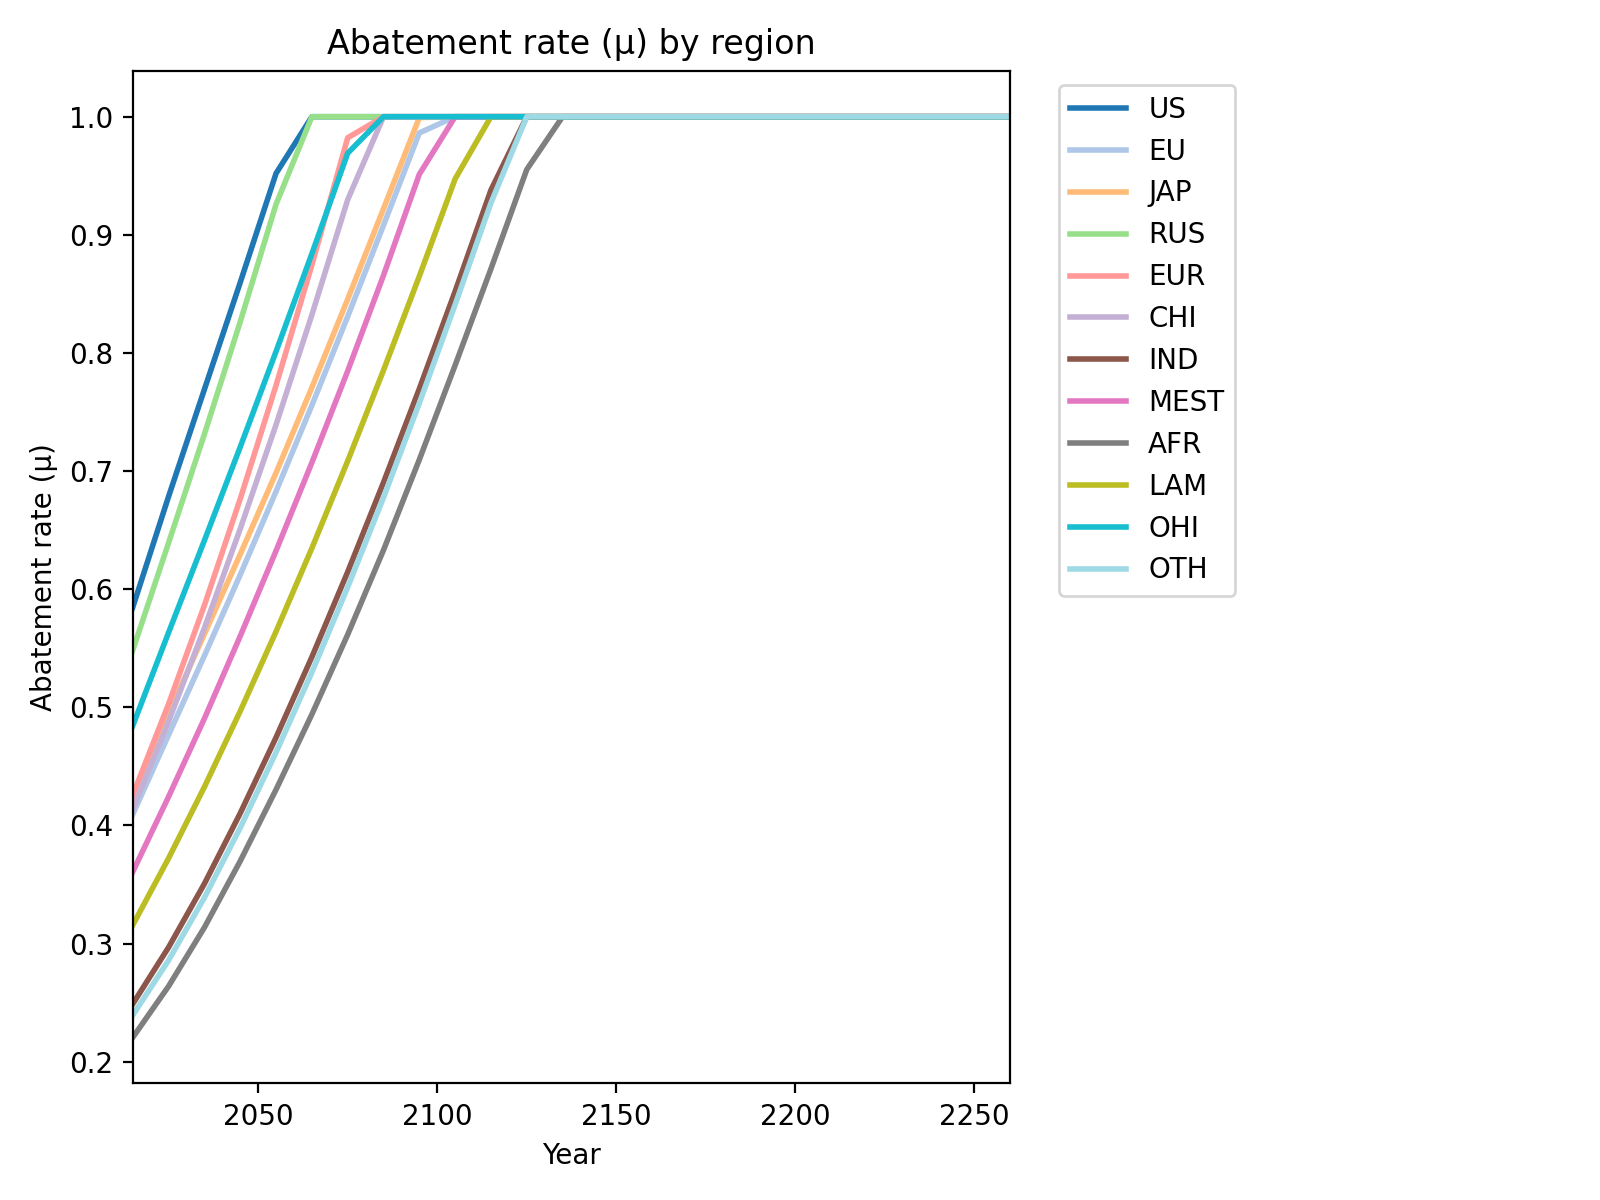 Abatement rate (μ) by region
Abatement rate (μ)
1.0
0.9
0.8
0.7
0.6
0.5
0.4
0.3
0.2
2050
2100
2150
2200
2250
Year
US
EU
JAP
RUS
EUR
CHI
IND
MEST
AFR
LAM
OHI
OTH